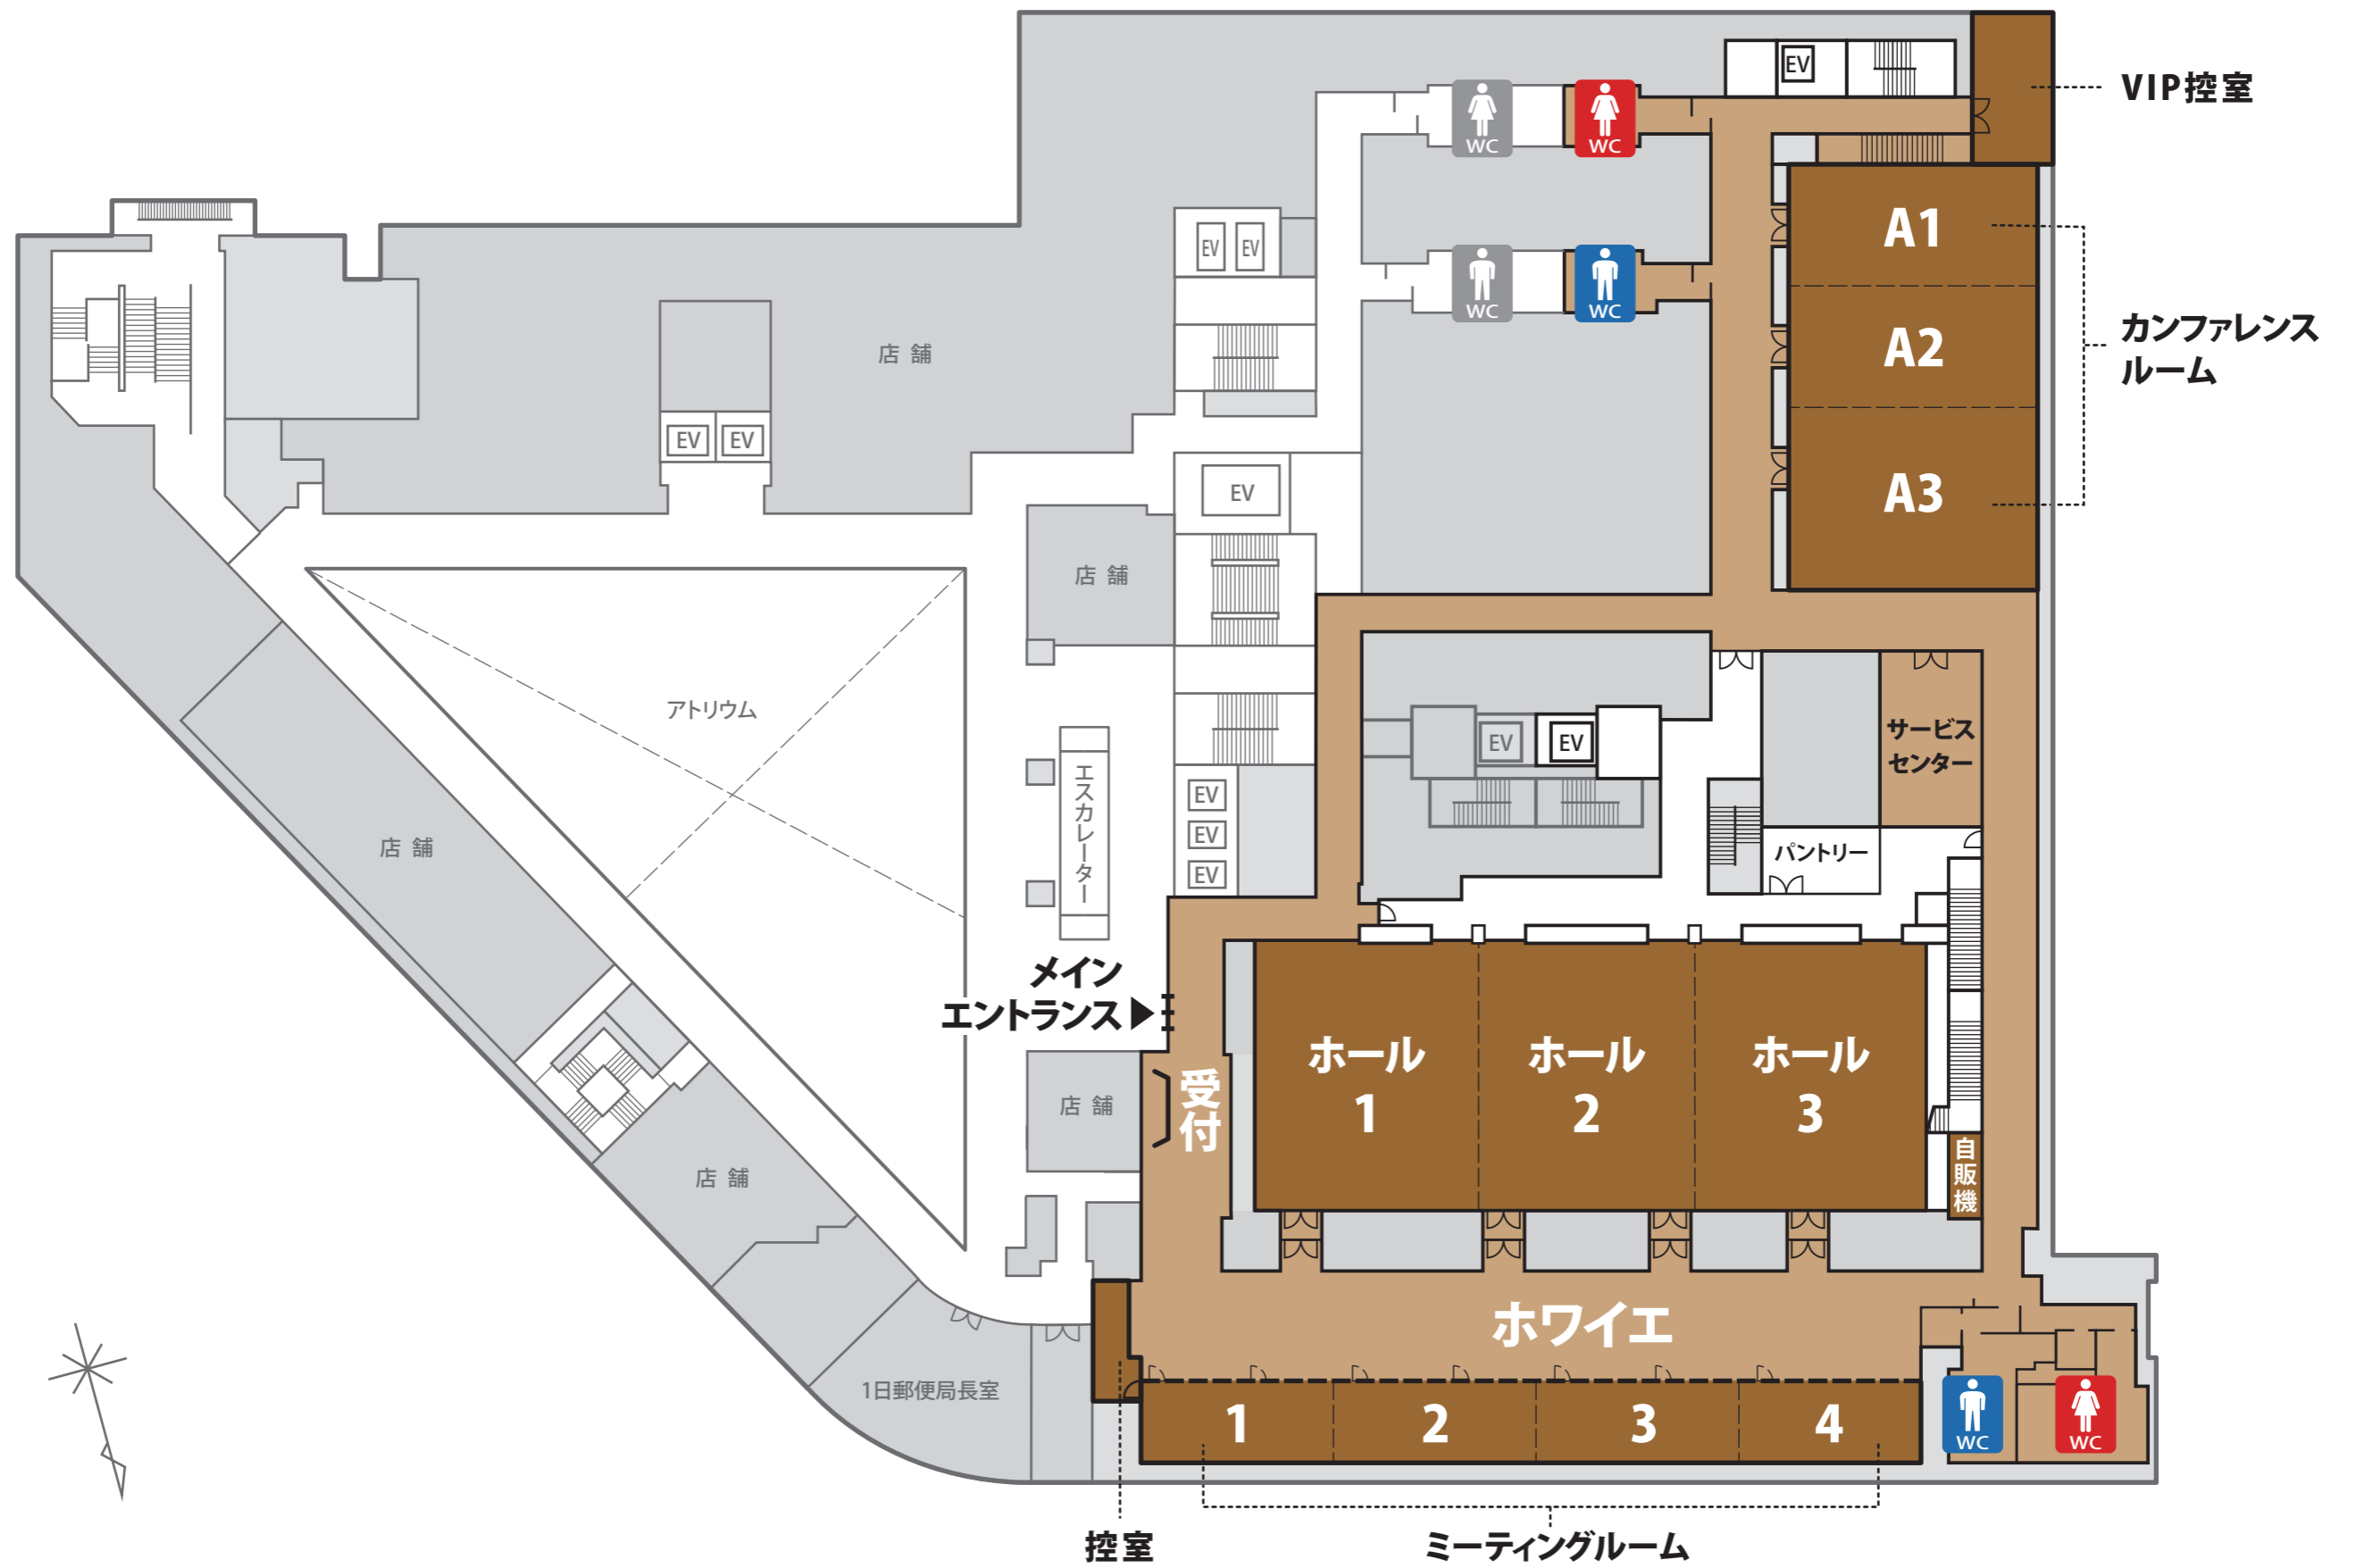 EV
VIP控室
WC
WC
A1
EV
EV
WC
WC
カンファレンス
ルーム
A2
店 舗
EV
EV
EV
A3
店 舗
アトリウム
サービス
センター
EV
EV
エスカレーター
EV
EV
EV
店 舗
パントリー
メイン
エントランス
ホール
1
ホール
2
ホール
3
受付
店 舗
自販機
店 舗
ホワイエ
1日郵便局長室
1
2
3
4
WC
WC
控室
ミーティングルーム